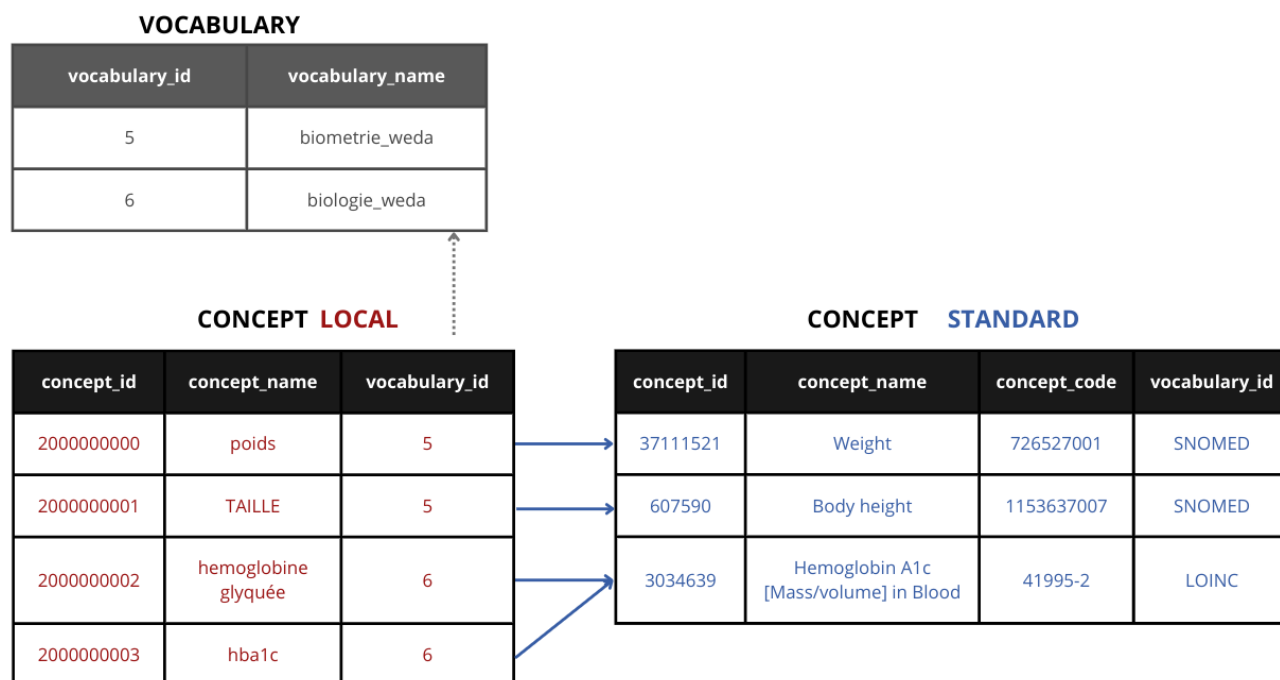 VOCABULARY
vocabulary_id vocabulary_name
5 biometrie_weda
6 biologie_weda
CONCEPT LOCAL
concept_id concept_name vocabulary_id
2000000000 poids 5
2000000001 TAILLE 5
2000000002 hemoglobine glyquée 6
2000000003 hba1c 6
CONCEPT STANDARD
concept_id concept_name concept_code vocabulary_id
37111521 Weight 726527001 SNOMED
607590 Body height 1153637007 SNOMED
3034639 Hemoglobin A1c [Mass/volume] in Blood 41995-2 LOINC